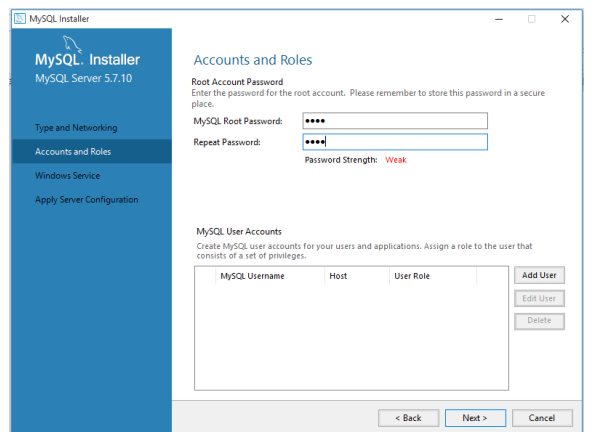 MySQL Installer
MySQL. Installer
MySQL Server 5.7.10
Type and Networking
Accounts and Roles
Windows Service
Apply Server Configuration
Accounts and Roles
Root Account Password
Enter the password for the root account. Please remember to store this password in a secure
place.
MySQL Root Password: ••••
Repeat Password: ••••
Password Strength: Weak
MySQL User Accounts
Create MySQL user accounts for your users and applications. Assign a role to the user that
consists of a set of privileges.
MySQL Username Host User Role
Add User
Edit User
Delete
< Back Next > Cancel